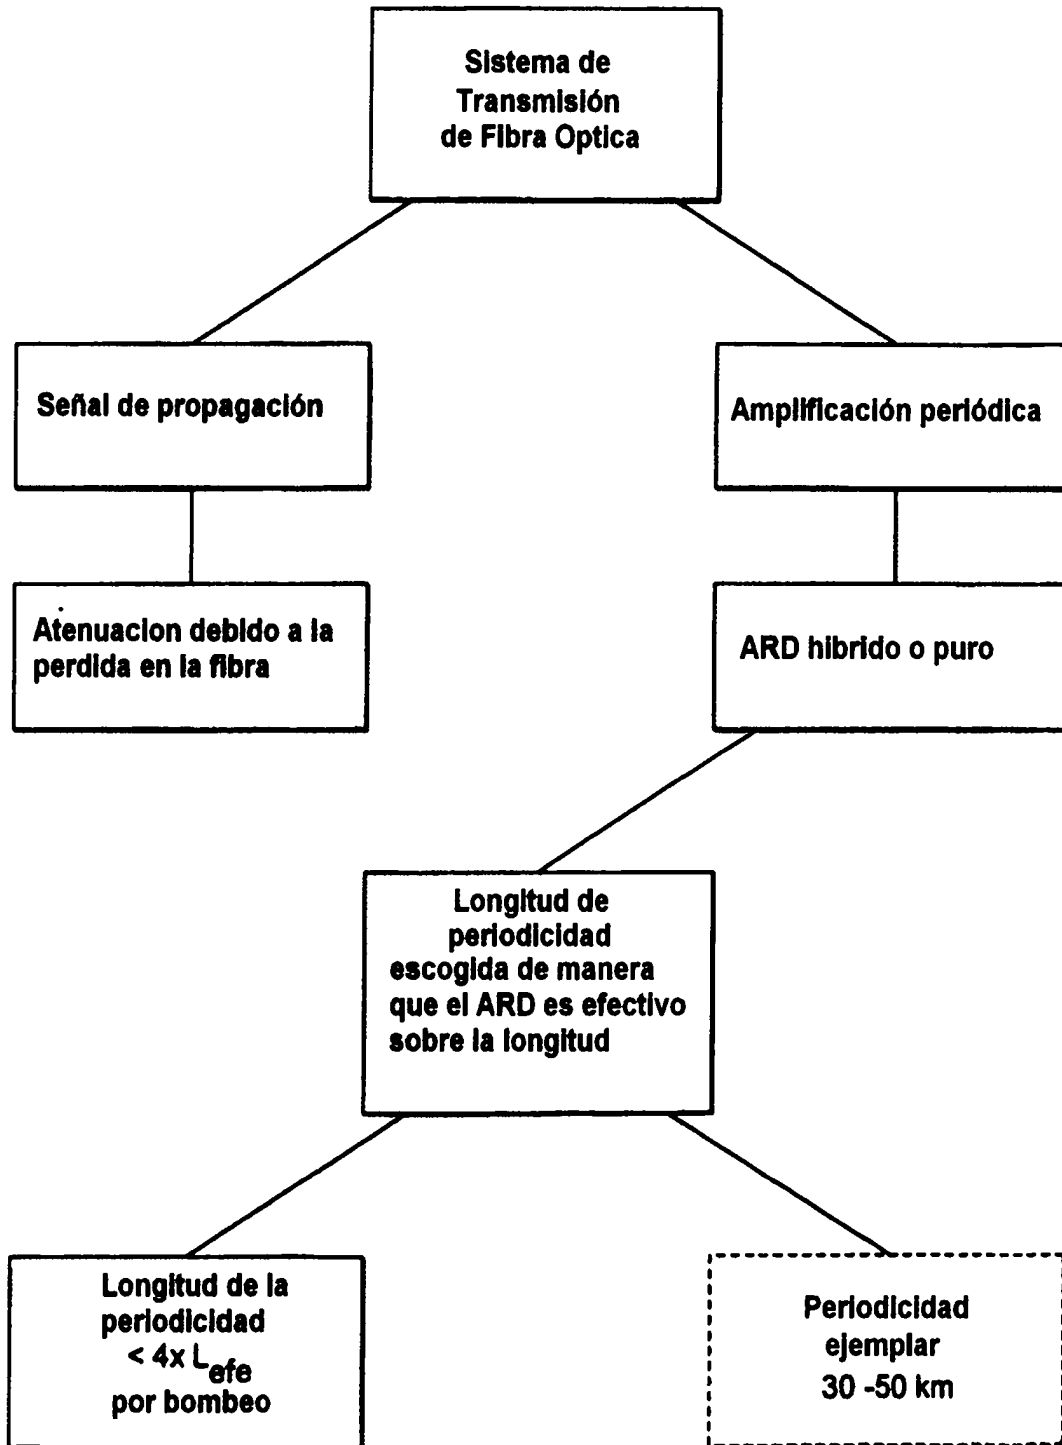 Sistema de
Transmisión
de Fibra Optica
Señal de propagación
Amplificación periódica
Atenuacion debido a la
perdida en la fibra
ARD hibrido o puro
Longitud de
periodicidad
escogida de manera
que el ARD es efectivo
sobre la longitud
Longitud de la
periodicidad
< 4x L efe
por bombeo
Periodicidad
ejemplar
30 -50 km